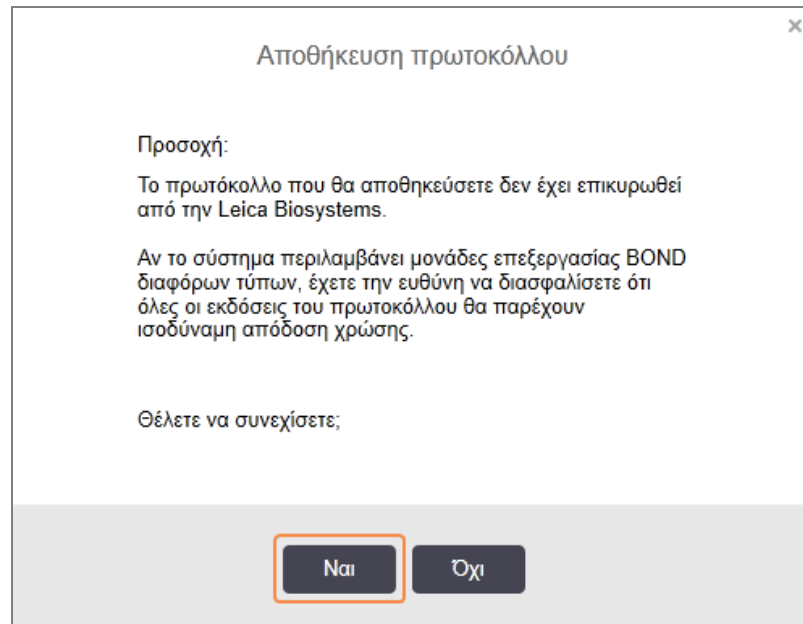 Αποθήκευση πρωτοκόλλου
Προσοχή:
Το πρωτόκολλο που θα αποθηκεύσετε δεν έχει επικυρωθεί
από την Leica Biosystems.
Αν το σύστημα περιλαμβάνει μονάδες επεξεργασίας BOND
διαφόρων τύπων, έχετε την ευθύνη να διασφαλίσετε ότι
όλες οι εκδόσεις του πρωτοκόλλου θα παρέχουν
ισοδύναμη απόδοση χρώσης.
Θέλετε να συνεχίσετε;
Ναι Όχι